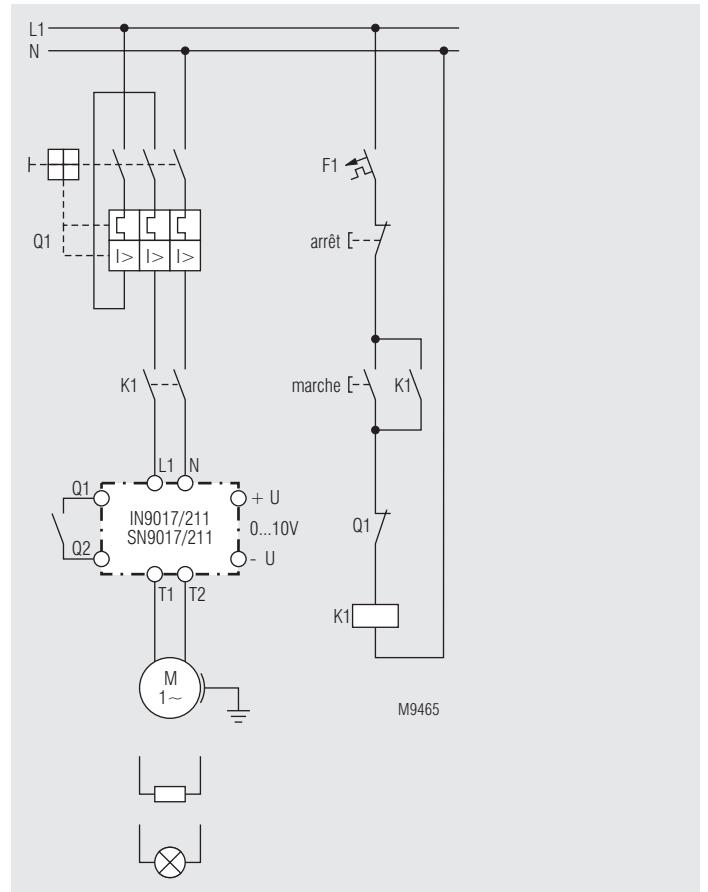 L1
N
F1
arrêt
Q1
I> I> I>
marche K1
K1
L1 N
Q1 + U
IN9017/211 0...10V
SN9017/211
Q2 - U
Q1
T1 T2
K1
M
1~
M9465